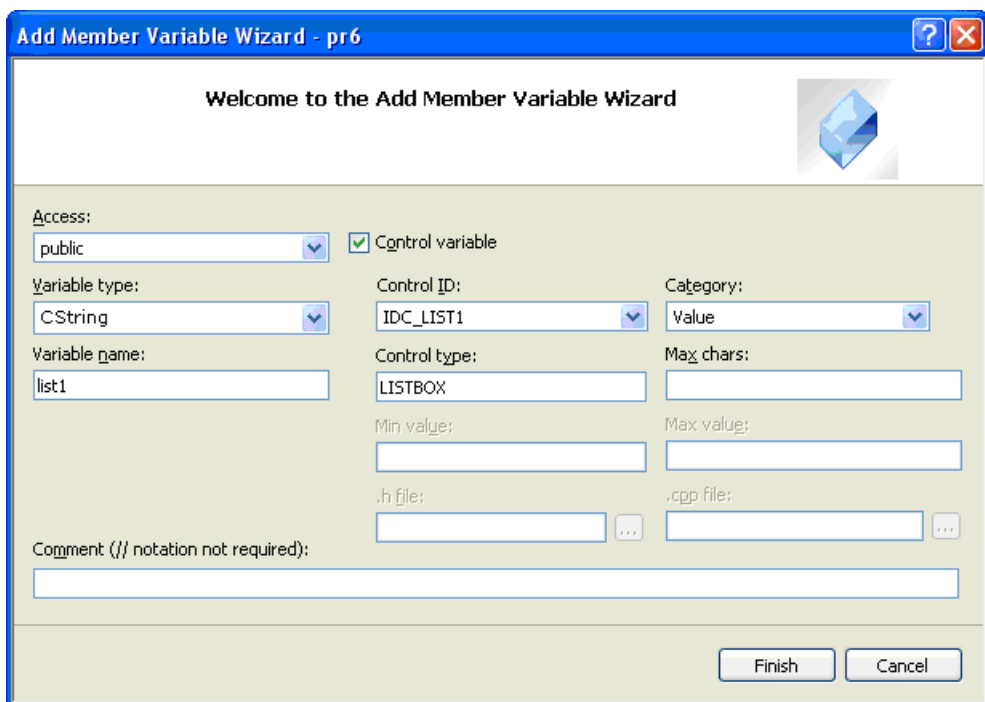 Add Member Variable Wizard - pr6
Welcome to the Add Member Variable Wizard
Access:
public
Control variable
Variable type:
Control ID:
Category:
CString
IDC_LIST1
Value
Variable name:
Control type:
Max chars:
list1
LISTBOX
Min value:
Max value:
.h file:
.cpp file:
...
...
Comment (// notation not required):
Finish
Cancel